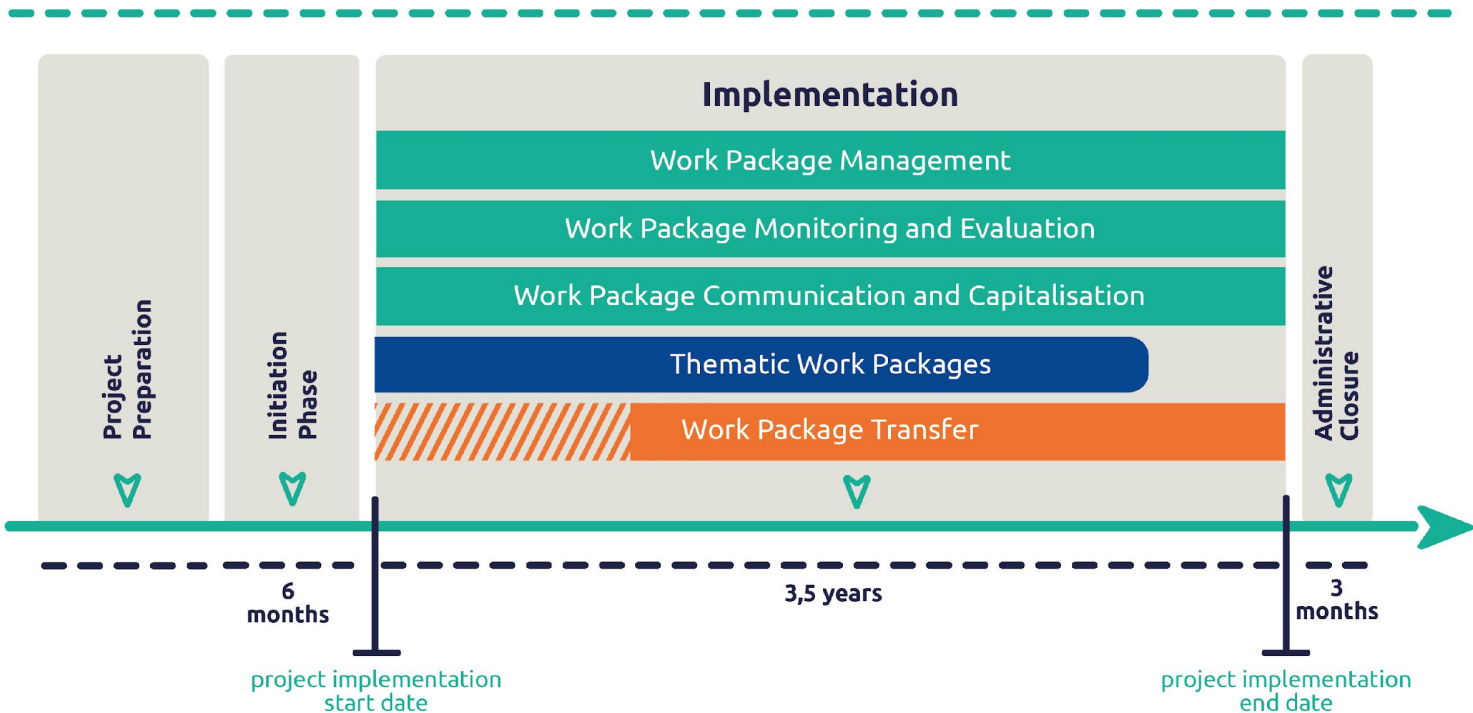 Implementation
Work Package Management
Work Package Monitoring and Evaluation
Work Package Communication and Capitalisation
Thematic Work Packages
Work Package Transfer
Project
Preparation
Initiation
Phase
Administrative
Closure
6
months
3,5 years
3
months
project implementation
start date
project implementation
end date